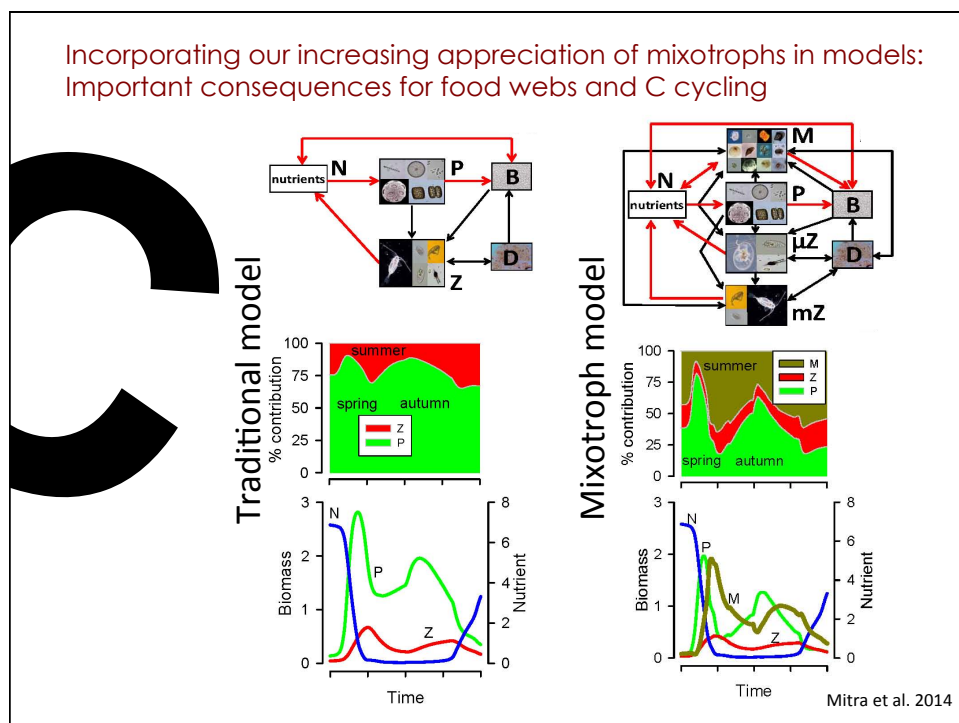 Incorporating our increasing appreciation of mixotrophs in models:
Important consequences for food webs and C cycling
C
Traditional model
N
P
nutrients
B
D
Z
100
75
50
25
0
% contribution
summer
spring
autumn
Z
P
3
2
1
0
Biomass
8
6
4
2
0
Nutrient
N
P
Z
Time
Mixotroph model
M
N
P
nutrients
B
µZ
D
mZ
100
75
50
25
0
% contribution
summer
M
Z
P
spring
autumn
3
2
1
0
Biomass
8
6
4
2
0
Nutrient
N
P
M
Z
Time
Mitra et al. 2014